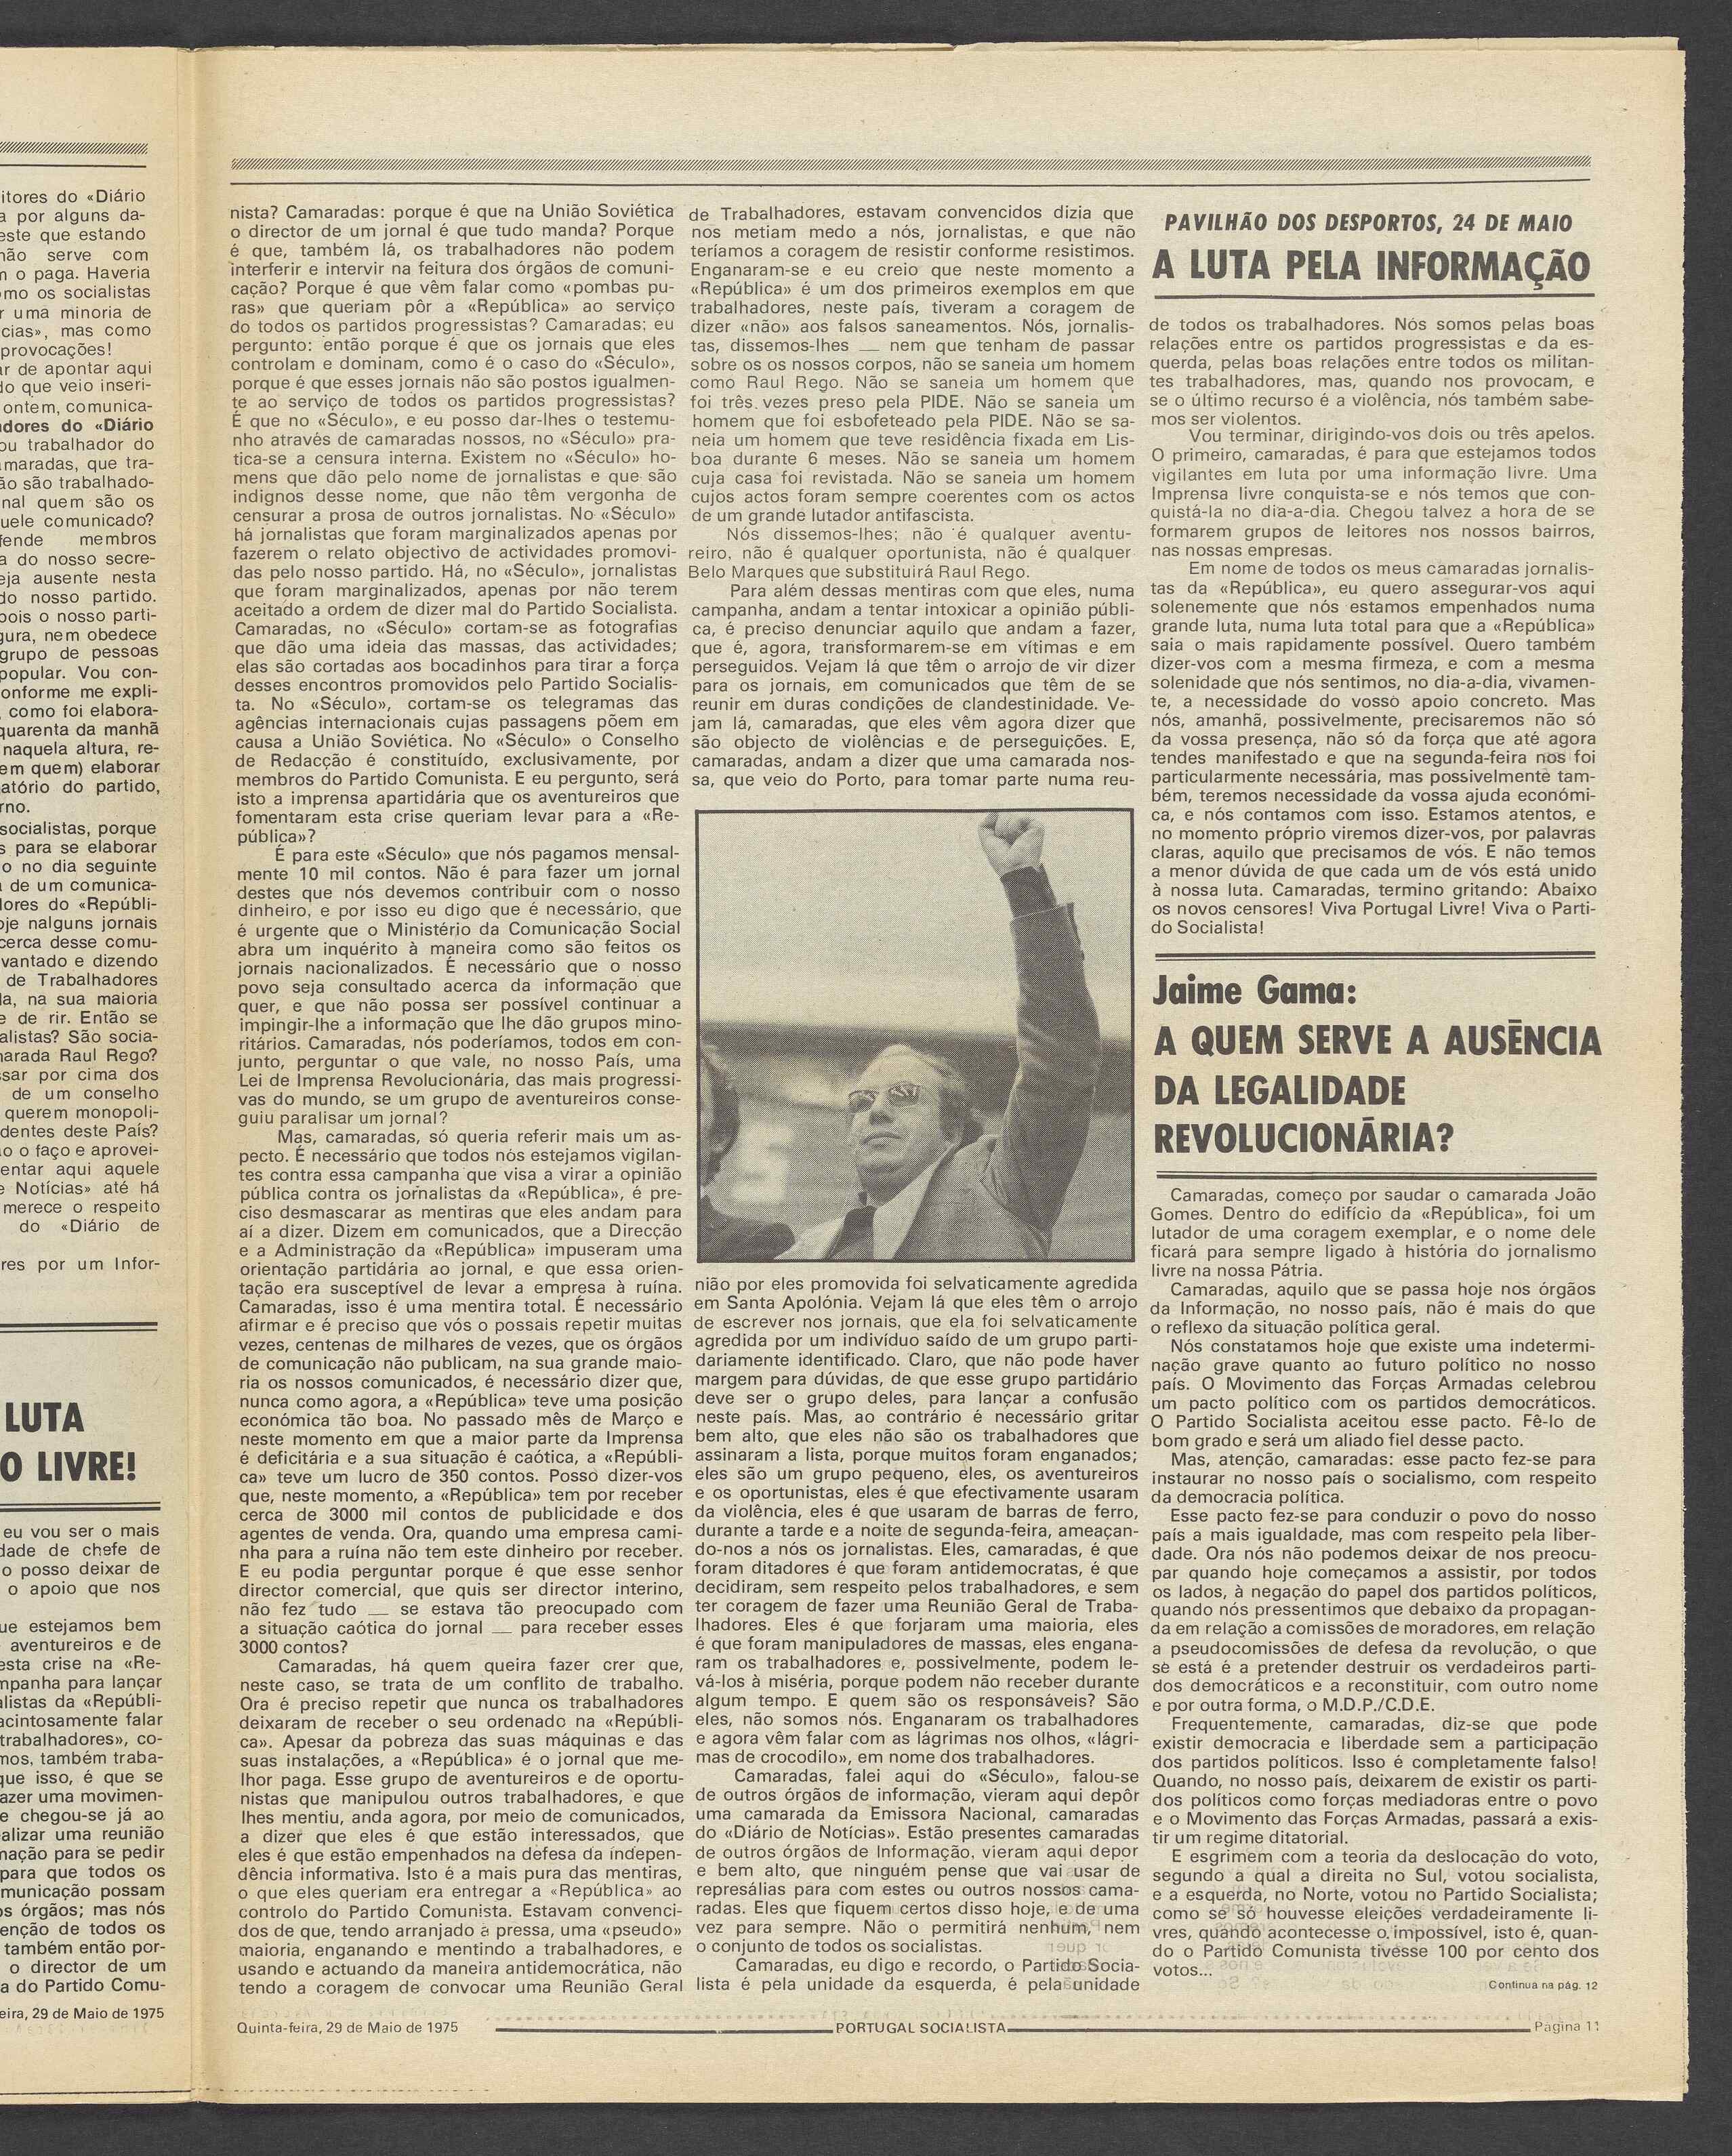 itores do «Diário
a por alguns da-
este que estando
não serve com
o paga. Haveria
omo os socialistas
r uma minoria de
cias», mas como
provocações!
ar de apontar aqui
do que veio inseri-
ontem, comunica-
adores do «Diário
ou trabalhador do
maradas, que tra-
ão são trabalhado-
nal quem são os
uele comunicado?
fende membros
a do nosso secre-
eja ausente nesta
do nosso partido.
pois o nosso parti-
gura, nem obedece
grupo de pessoas
popular. Vou con-
onforme me expli-
, como foi elabora-
quarenta da manhã
naquela altura, re-
em quem) elaborar
atório do partido,
rno.
socialistas, porque
s para se elaborar
o no dia seguinte
a de um comunica-
lores do «Repúbli-
oje nalguns jornais
cerca desse comu-
vantado e dizendo
de Trabalhadores
la, na sua maioria
e de rir. Então se
alistas? São socia-
narada Raul Rego?
ssar por cima dos
de um conselho
querem monopoli-
dentes deste País?
ão o faço e aprovei-
entar aqui aquele
e Notícias» até há
merece o respeito
do «Diário de
res por um Infor-
LUTA
O LIVRE!
eu vou ser o mais
dade de chefe de
o posso deixar de
o apoio que nos
ue estejamos bem
aventureiros e de
esta crise na «Re-
mpanha para lançar
alistas da «Repúbli-
acintosamente falar
trabalhadores», co-
mos, também traba-
que isso, é que se
azer uma movimen-
e chegou-se já ao
alizar uma reunião
mação para se pedir
para que todos os
municação possam
os órgãos; mas nós
enção de todos os
também então por-
o director de um
a do Partido Comu-
eira, 29 de Maio de 1975
nista? Camaradas: porque é que na União Soviética
o director de um jornal é que tudo manda? Porque
é que, também lá, os trabalhadores não podem
interferir e intervir na feitura dos órgãos de comuni-
cação? Porque é que vêm falar como «pombas pu-
ras» que queriam pôr a «República» ao serviço
do todos os partidos progressistas? Camaradas; eu
pergunto: então porque é que os jornais que eles
controlam e dominam, como é o caso do «Século»,
porque é que esses jornais não são postos igualmen-
te ao serviço de todos os partidos progressistas?
É que no «Século», e eu posso dar-lhes o testemu-
nho através de camaradas nossos, no «Século» pra-
tica-se a censura interna. Existem no «Século» ho-
mens que dão pelo nome de jornalistas e que são
indignos desse nome, que não têm vergonha de
censurar a prosa de outros jornalistas. No «Século»
há jornalistas que foram marginalizados apenas por
fazerem o relato objectivo de actividades promovi-
das pelo nosso partido. Há, no «Século», jornalistas
que foram marginalizados, apenas por não terem
aceitado a ordem de dizer mal do Partido Socialista.
Camaradas, no «Século» cortam-se as fotografias
que dão uma ideia das massas, das actividades;
elas são cortadas aos bocadinhos para tirar a força
desses encontros promovidos pelo Partido Socialis-
ta. No «Século», cortam-se os telegramas das
agências internacionais cujas passagens põem em
causa a União Soviética. No «Século» o Conselho
de Redacção é constituído, exclusivamente, por
membros do Partido Comunista. E eu pergunto, será
isto a imprensa apartidária que os aventureiros que
fomentaram esta crise queriam levar para a «Re-
pública»?
É para este «Século» que nós pagamos mensal-
mente 10 mil contos. Não é para fazer um jornal
destes que nós devemos contribuir com o nosso
dinheiro, e por isso eu digo que é necessário, que
é urgente que o Ministério da Comunicação Social
abra um inquérito à maneira como são feitos os
jornais nacionalizados. É necessário que o nosso
povo seja consultado acerca da informação que
quer, e que não possa ser possível continuar a
impingir-lhe a informação que lhe dão grupos mino-
ritários. Camaradas, nós poderíamos, todos em con-
junto, perguntar o que vale, no nosso País, uma
Lei de Imprensa Revolucionária, das mais progressi-
vas do mundo, se um grupo de aventureiros conse-
guiu paralisar um jornal?
Mas, camaradas, só queria referir mais um as-
pecto. É necessário que todos nós estejamos vigilan-
tes contra essa campanha que visa a virar a opinião
pública contra os jornalistas da «República», é pre-
ciso desmascarar as mentiras que eles andam para
aí a dizer. Dizem em comunicados, que a Direcção
e a Administração da «República» impuseram uma
orientação partidária ao jornal, e que essa orien-
tação era susceptível de levar a empresa à ruína.
Camaradas, isso é uma mentira total. É necessário
afirmar e é preciso que vós o possais repetir muitas
vezes, centenas de milhares de vezes, que os órgãos
de comunicação não publicam, na sua grande maio-
ria os nossos comunicados, é necessário dizer que,
nunca como agora, a «República» teve uma posição
económica tão boa. No passado mês de Março e
neste momento em que a maior parte da Imprensa
é deficitária e a sua situação é caótica, a «Repúbli-
ca» teve um lucro de 350 contos. Posso dizer-vos
que, neste momento, a «República» tem por receber
cerca de 3000 mil contos de publicidade e dos
agentes de venda. Ora, quando uma empresa cami-
nha para a ruína não tem este dinheiro por receber.
E eu podia perguntar porque é que esse senhor
director comercial, que quis ser director interino,
não fez tudo — se estava tão preocupado com
a situação caótica do jornal — para receber esses
3000 contos?
Camaradas, há quem queira fazer crer que,
neste caso, se trata de um conflito de trabalho.
Ora é preciso repetir que nunca os trabalhadores
deixaram de receber o seu ordenado na «Repúbli-
ca». Apesar da pobreza das suas máquinas e das
suas instalações, a «República» é o jornal que me-
lhor paga. Esse grupo de aventureiros e de oportu-
nistas que manipulou outros trabalhadores, e que
lhes mentiu, anda agora, por meio de comunicados,
a dizer que eles é que estão interessados, que
eles é que estão empenhados na defesa da indepen-
dência informativa. Isto é a mais pura das mentiras,
o que eles queriam era entregar a «República» ao
controlo do Partido Comunista. Estavam convenci-
dos de que, tendo arranjado à pressa, uma «pseudo»
maioria, enganando e mentindo a trabalhadores, e
usando e actuando da maneira antidemocrática, não
tendo a coragem de convocar uma Reunião Geral
de Trabalhadores, estavam convencidos dizia que
nos metiam medo a nós, jornalistas, e que não
teríamos a coragem de resistir conforme resistimos.
Enganaram-se e eu creio que neste momento a
«República» é um dos primeiros exemplos em que
trabalhadores, neste país, tiveram a coragem de
dizer «não» aos falsos saneamentos. Nós, jornalis-
tas, dissemos-lhes — nem que tenham de passar
sobre os os nossos corpos, não se saneia um homem
como Raul Rego. Não se saneia um homem que
foi três vezes preso pela PIDE. Não se saneia um
homem que foi esbofeteado pela PIDE. Não se sa-
neia um homem que teve residência fixada em Lis-
boa durante 6 meses. Não se saneia um homem
cuja casa foi revistada. Não se saneia um homem
cujos actos foram sempre coerentes com os actos
de um grande lutador antifascista.
Nós dissemos-lhes; não é qualquer aventu-
reiro, não é qualquer oportunista, não é qualquer
Belo Marques que substituirá Raul Rego.
Para além dessas mentiras com que eles, numa
campanha, andam a tentar intoxicar a opinião públi-
ca, é preciso denunciar aquilo que andam a fazer,
que é, agora, transformarem-se em vítimas e em
perseguidos. Vejam lá que têm o arrojo de vir dizer
para os jornais, em comunicados que têm de se
reunir em duras condições de clandestinidade. Ve-
jam lá, camaradas, que eles vêm agora dizer que
são objecto de violências e de perseguições. E,
camaradas, andam a dizer que uma camarada nos-
sa, que veio do Porto, para tomar parte numa reu-
nião por eles promovida foi selvaticamente agredida
em Santa Apolónia. Vejam lá que eles têm o arrojo
de escrever nos jornais, que ela foi selvaticamente
agredida por um indivíduo saído de um grupo parti-
dariamente identificado. Claro, que não pode haver
margem para dúvidas, de que esse grupo partidário
deve ser o grupo deles, para lançar a confusão
neste país. Mas, ao contrário é necessário gritar
bem alto, que eles não são os trabalhadores que
assinaram a lista, porque muitos foram enganados;
eles são um grupo pequeno, eles, os aventureiros
e os oportunistas, eles é que efectivamente usaram
da violência, eles é que usaram de barras de ferro,
durante a tarde e a noite de segunda-feira, ameaçan-
do-nos a nós os jornalistas. Eles, camaradas, é que
foram ditadores é que foram antidemocratas, é que
decidiram, sem respeito pelos trabalhadores, e sem
ter coragem de fazer uma Reunião Geral de Traba-
lhadores. Eles é que forjaram uma maioria, eles
é que foram manipuladores de massas, eles engana-
ram os trabalhadores e, possivelmente, podem le-
vá-los à miséria, porque podem não receber durante
algum tempo. E quem são os responsáveis? São
eles, não somos nós. Enganaram os trabalhadores
e agora vêm falar com as lágrimas nos olhos, «lágri-
mas de crocodilo», em nome dos trabalhadores.
Camaradas, falei aqui do «Século», falou-se
de outros órgãos de informação, vieram aqui depôr
uma camarada da Emissora Nacional, camaradas
do «Diário de Notícias». Estão presentes camaradas
de outros órgãos de Informação, vieram aqui depor
e bem alto, que ninguém pense que vai usar de
represálias para com estes ou outros nossos cama-
radas. Eles que fiquem certos disso hoje, e de uma
vez para sempre. Não o permitirá nenhum, nem
o conjunto de todos os socialistas.
Camaradas, eu digo e recordo, o Partido Socia-
lista é pela unidade da esquerda, é pela unidade
PAVILHÃO DOS DESPORTOS, 24 DE MAIO
A LUTA PELA INFORMAÇÃO
de todos os trabalhadores. Nós somos pelas boas
relações entre os partidos progressistas e da es-
querda, pelas boas relações entre todos os militan-
tes trabalhadores, mas, quando nos provocam, e
se o último recurso é a violência, nós também sabe-
mos ser violentos.
Vou terminar, dirigindo-vos dois ou três apelos.
O primeiro, camaradas, é para que estejamos todos
vigilantes em luta por uma informação livre. Uma
Imprensa livre conquista-se e nós temos que con-
quistá-la no dia-a-dia. Chegou talvez a hora de se
formarem grupos de leitores nos nossos bairros,
nas nossas empresas.
Em nome de todos os meus camaradas jornalis-
tas da «República», eu quero assegurar-vos aqui
solenemente que nós estamos empenhados numa
grande luta, numa luta total para que a «República»
saia o mais rapidamente possível. Quero também
dizer-vos com a mesma firmeza, e com a mesma
solenidade que nós sentimos, no dia-a-dia, vivamen-
te, a necessidade do vosso apoio concreto. Mas
nós, amanhã, possivelmente, precisaremos não só
da vossa presença, não só da força que até agora
tendes manifestado e que na segunda-feira nos foi
particularmente necessária, mas possivelmente tam-
bém, teremos necessidade da vossa ajuda económi-
ca, e nós contamos com isso. Estamos atentos, e
no momento próprio viremos dizer-vos, por palavras
claras, aquilo que precisamos de vós. E não temos
a menor dúvida de que cada um de vós está unido
à nossa luta. Camaradas, termino gritando: Abaixo
os novos censores! Viva Portugal Livre! Viva o Parti-
do Socialista!
Jaime Gama:
A QUEM SERVE A AUSÊNCIA
DA LEGALIDADE
REVOLUCIONÁRIA?
Camaradas, começo por saudar o camarada João
Gomes. Dentro do edifício da «República», foi um
lutador de uma coragem exemplar, e o nome dele
ficará para sempre ligado à história do jornalismo
livre na nossa Pátria.
Camaradas, aquilo que se passa hoje nos órgãos
da Informação, no nosso país, não é mais do que
o reflexo da situação política geral.
Nós constatamos hoje que existe uma indetermi-
nação grave quanto ao futuro político no nosso
país. O Movimento das Forças Armadas celebrou
um pacto político com os partidos democráticos.
O Partido Socialista aceitou esse pacto. Fê-lo de
bom grado e será um aliado fiel desse pacto.
Mas, atenção, camaradas: esse pacto fez-se para
instaurar no nosso país o socialismo, com respeito
da democracia política.
Esse pacto fez-se para conduzir o povo do nosso
país a mais igualdade, mas com respeito pela liber-
dade. Ora nós não podemos deixar de nos preocu-
par quando hoje começamos a assistir, por todos
os lados, à negação do papel dos partidos políticos,
quando nós pressentimos que debaixo da propagan-
da em relação a comissões de moradores, em relação
a pseudocomissões de defesa da revolução, o que
se está é a pretender destruir os verdadeiros parti-
dos democráticos e a reconstituir, com outro nome
e por outra forma, o M.D.P./C.D.E.
Frequentemente, camaradas, diz-se que pode
existir democracia e liberdade sem a participação
dos partidos políticos. Isso é completamente falso!
Quando, no nosso país, deixarem de existir os parti-
dos políticos como forças mediadoras entre o povo
e o Movimento das Forças Armadas, passará a exis-
tir um regime ditatorial.
E esgrimem com a teoria da deslocação do voto,
segundo a qual a direita no Sul, votou socialista,
e a esquerda, no Norte, votou no Partido Socialista;
como se só houvesse eleições verdadeiramente li-
vres, quando acontecesse o impossível, isto é, quan-
do o Partido Comunista tivesse 100 por cento dos
votos...
Continua na pág. 12
Quinta-feira, 29 de Maio de 1975
PORTUGAL SOCIALISTA
Página 11